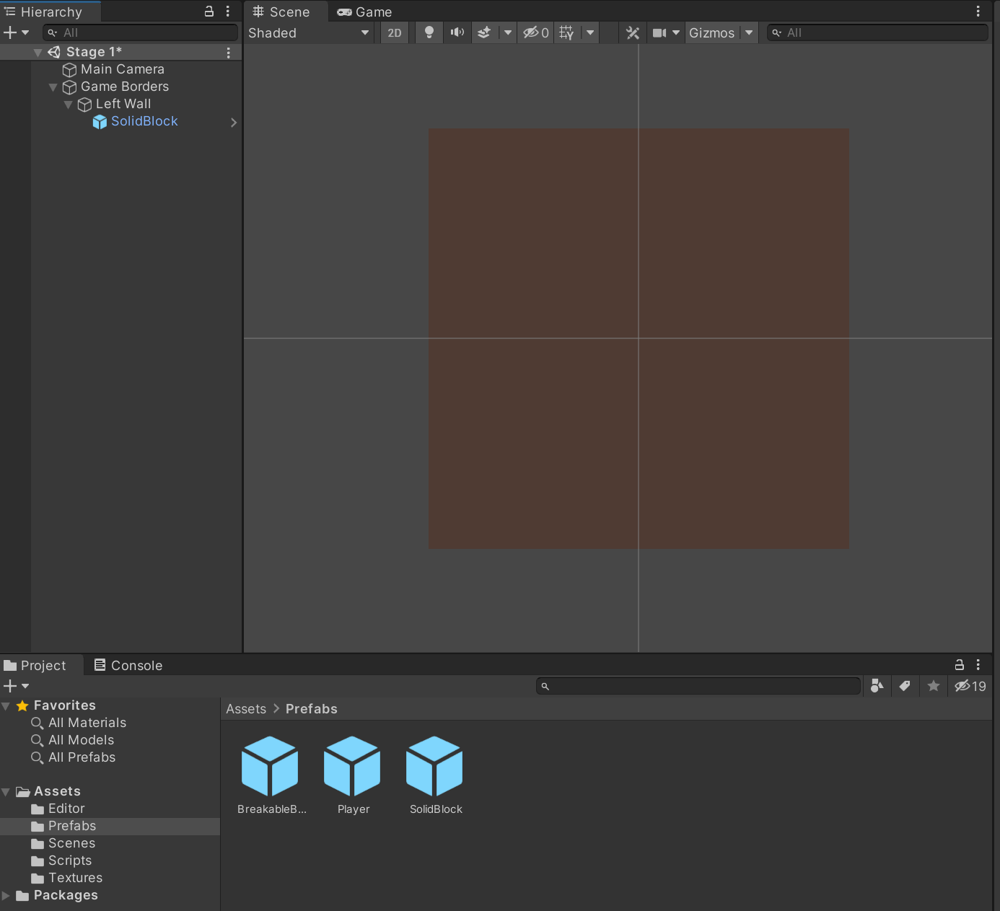 Hierarchy
All
Stage 1*
Main Camera
Game Borders
Left Wall
SolidBlock
Scene
Game
Shaded
2D
0
Gizmos
All
Project
Console
19
Favorites
All Materials
All Models
All Prefabs
Assets
Editor
Prefabs
Scenes
Scripts
Textures
Packages
Assets > Prefabs
BreakableB...
Player
SolidBlock